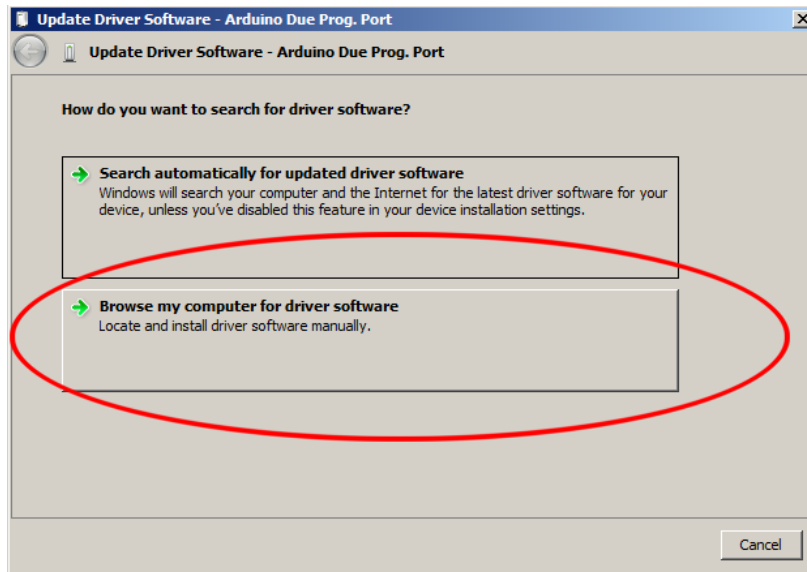 Update Driver Software - Arduino Due Prog. Port
Update Driver Software - Arduino Due Prog. Port
How do you want to search for driver software?
Search automatically for updated driver software
Windows will search your computer and the Internet for the latest driver software for your
device, unless you've disabled this feature in your device installation settings.
Browse my computer for driver software
Locate and install driver software manually.
Cancel